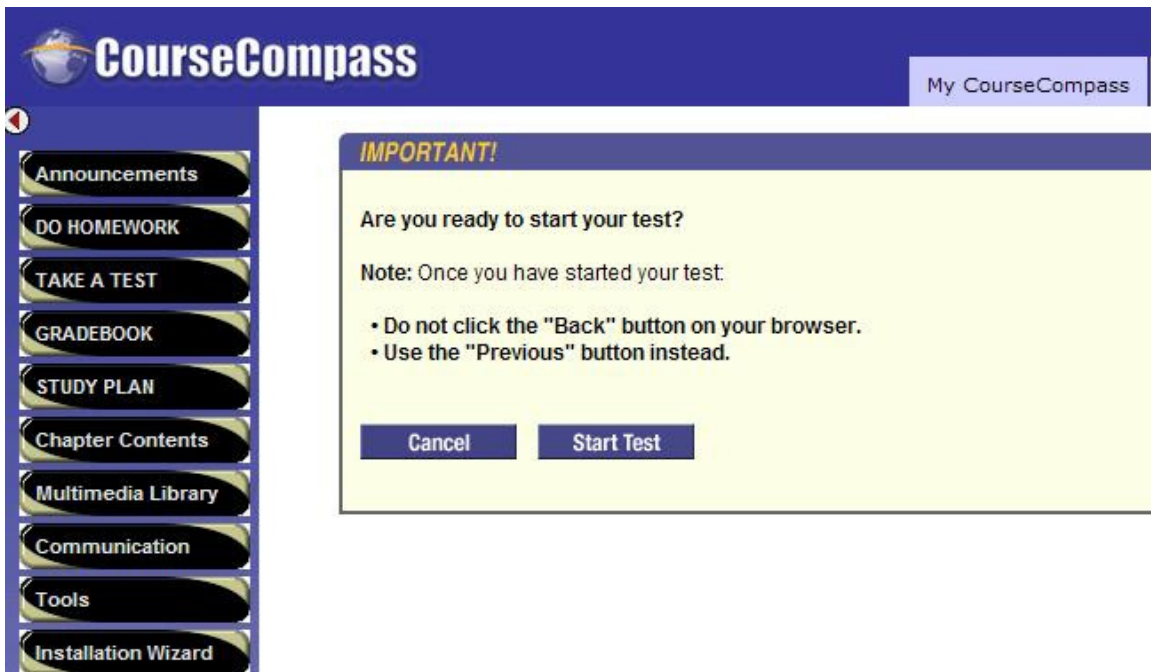 CourseCompass
My CourseCompass
Announcements
DO HOMEWORK
TAKE A TEST
GRADEBOOK
STUDY PLAN
Chapter Contents
Multimedia Library
Communication
Tools
Installation Wizard
IMPORTANT!
Are you ready to start your test?
Note: Once you have started your test:
• Do not click the "Back" button on your browser.
• Use the "Previous" button instead.
Cancel Start Test